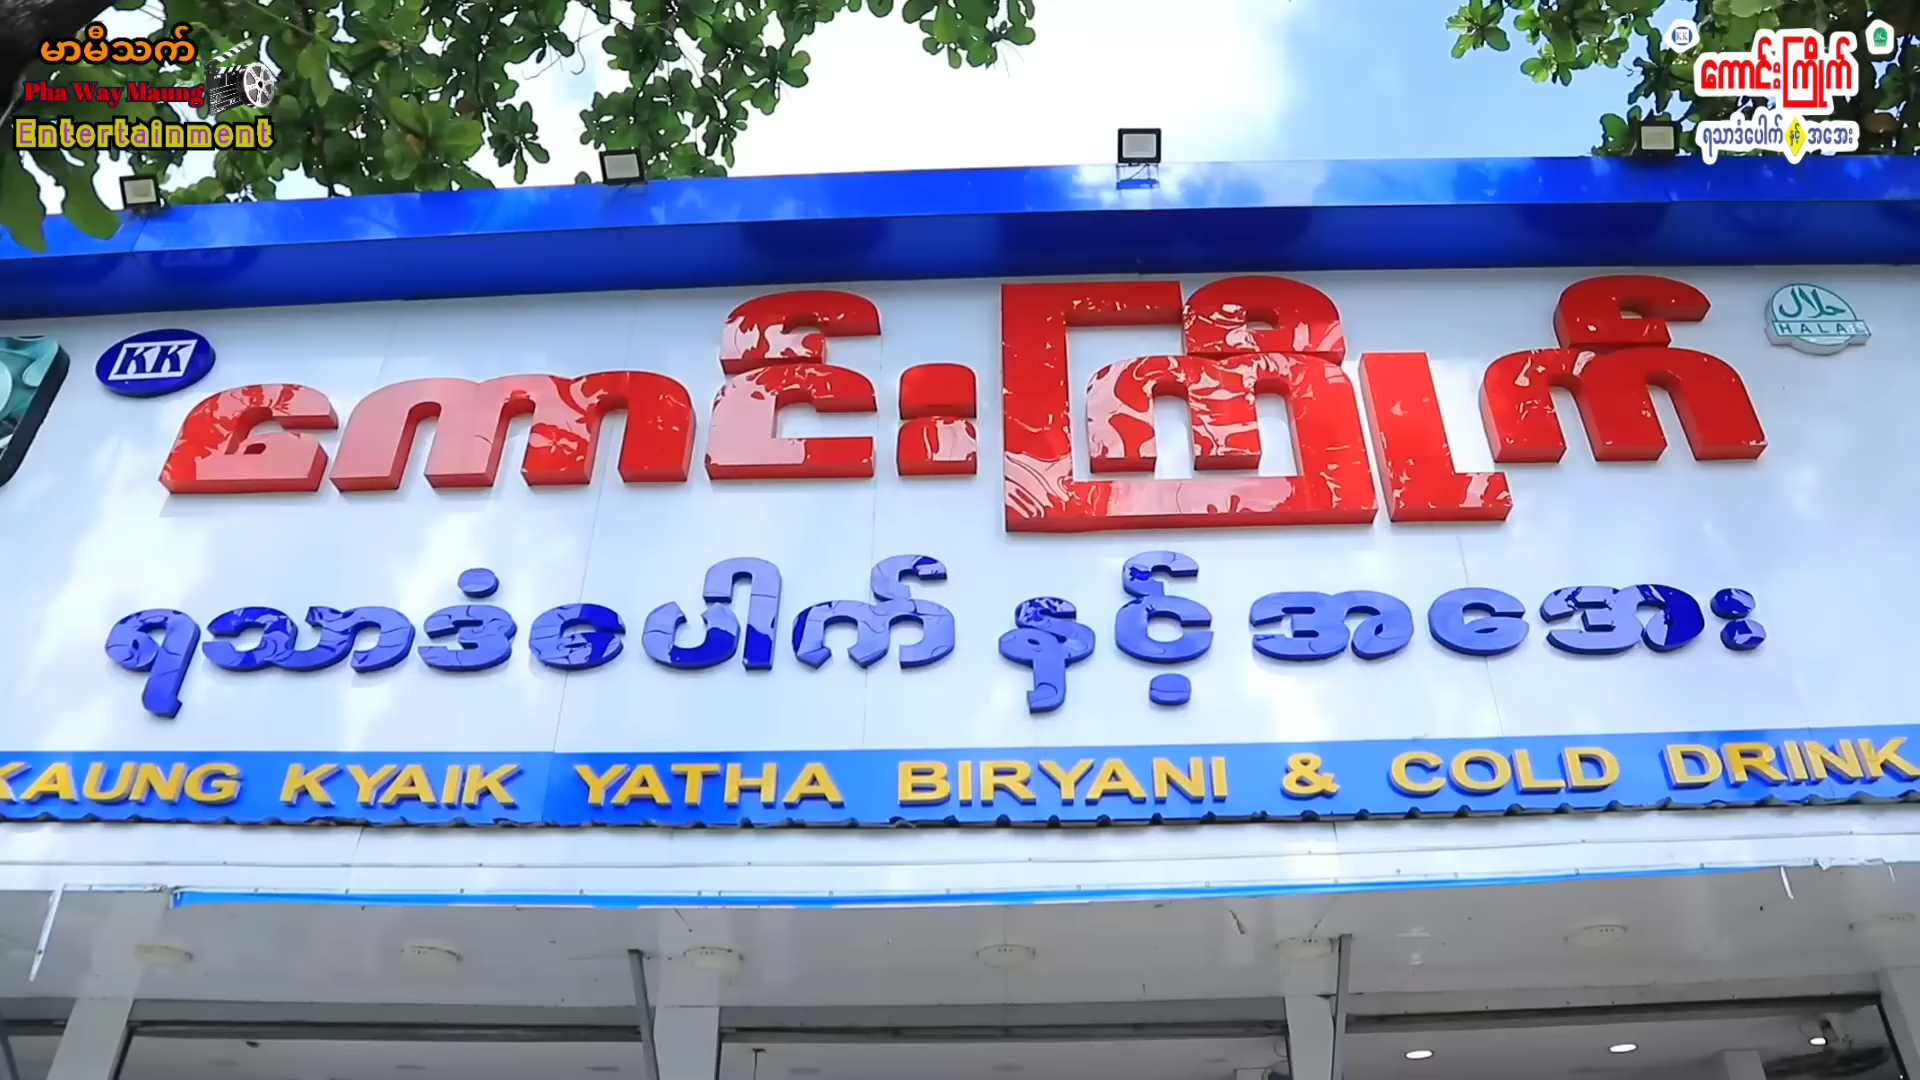 မာမီသက်
Pha Way Maung
Entertainment
KK
ကောင်းကြိုက်
ရသာဒံပေါက် နှင့် အအေး
KK
ကောင်းကြိုက်
حلال
HALAL
ရသာဒံပေါက် နှင့် အအေး
KAUNG KYAIK YATHA BIRYANI & COLD DRINK